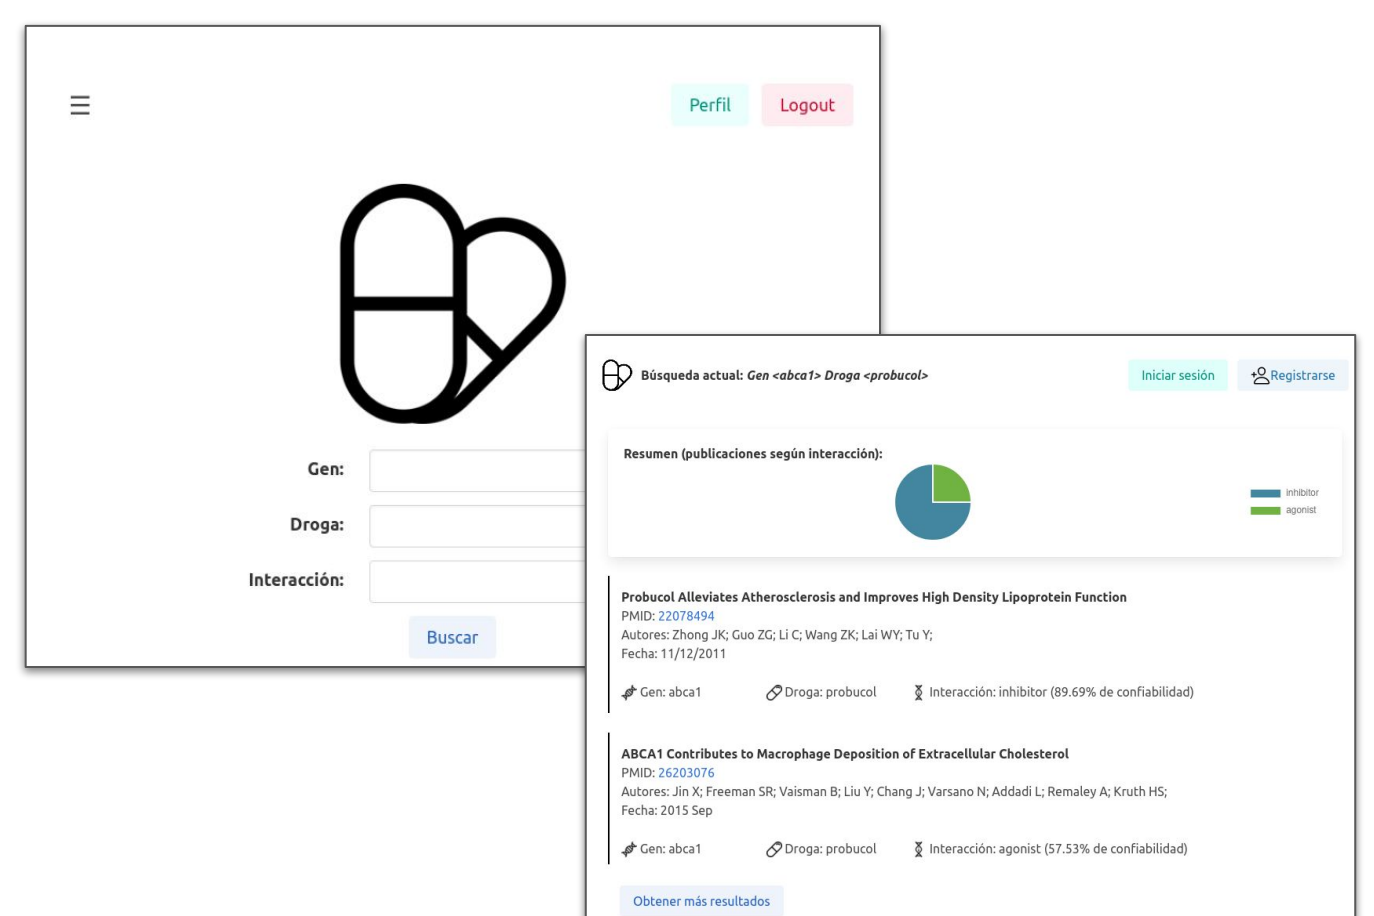 ☰
Perfil
Logout
Gen:
Droga:
Interacción:
Buscar
Búsqueda actual: Gen <abca1> Droga <probucol>
Iniciar sesión
Registrarse
Resumen (publicaciones según interacción):
inhibitor
agonist
Probucol Alleviates Atherosclerosis and Improves High Density Lipoprotein Function
PMID: 22078494
Autores: Zhong JK; Guo ZG; Li C; Wang ZK; Lai WY; Tu Y;
Fecha: 11/12/2011
Gen: abca1 Droga: probucol Interacción: inhibitor (89.69% de confiabilidad)
ABCA1 Contributes to Macrophage Deposition of Extracellular Cholesterol
PMID: 26203076
Autores: Jin X; Freeman SR; Vaisman B; Liu Y; Chang J; Varsano N; Addadi L; Remaley A; Kruth HS;
Fecha: 2015 Sep
Gen: abca1 Droga: probucol Interacción: agonist (57.53% de confiabilidad)
Obtener más resultados